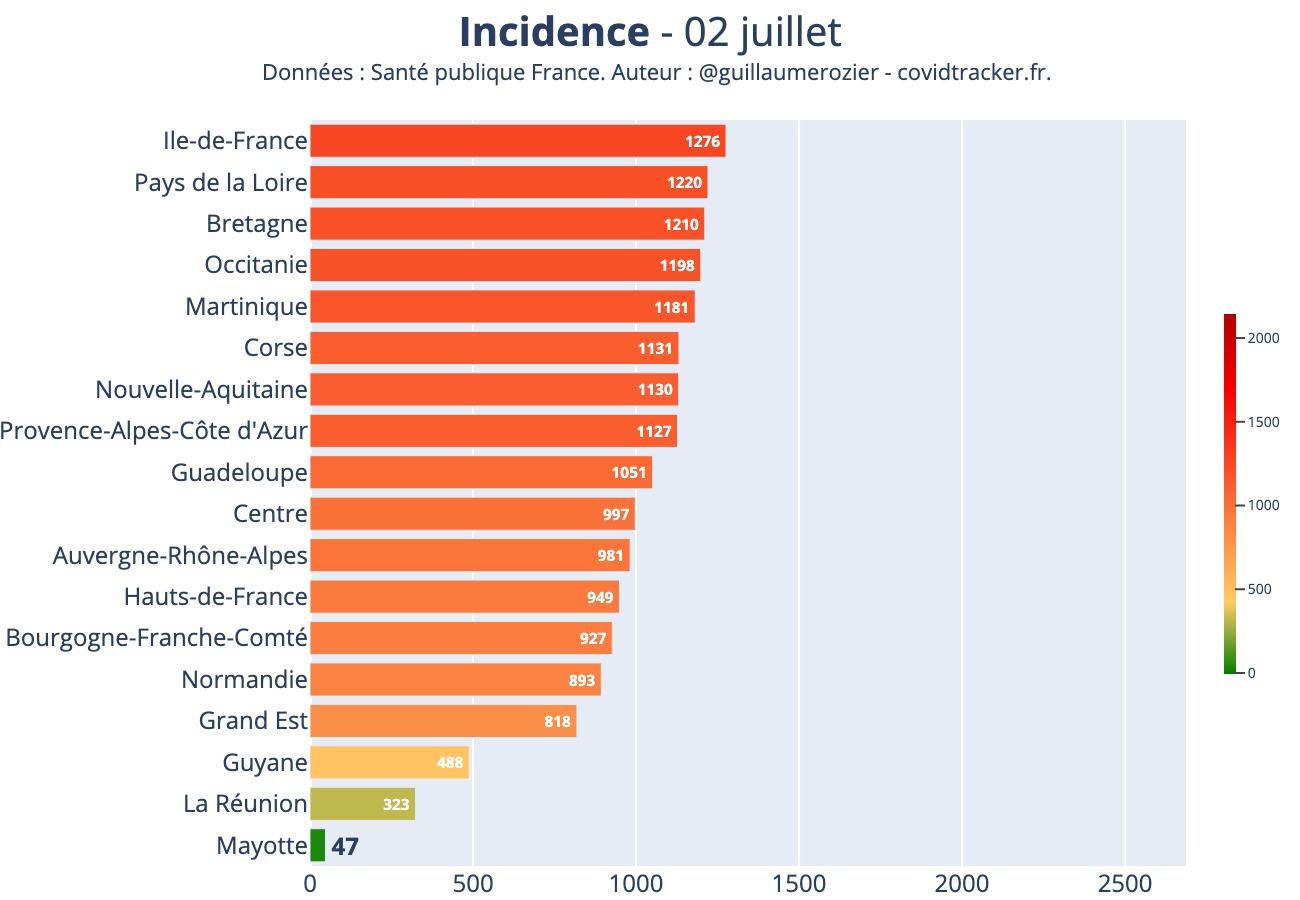 Incidence - 02 juillet
Données : Santé publique France. Auteur : @guillaumerozier - covidtracker.fr.
Ile-de-France 1276
Pays de la Loire 1220
Bretagne 1210
Occitanie 1198
Martinique 1181
Corse 1131
Nouvelle-Aquitaine 1130
Provence-Alpes-Côte d'Azur 1127
Guadeloupe 1051
Centre 997
Auvergne-Rhône-Alpes 981
Hauts-de-France 949
Bourgogne-Franche-Comté 927
Normandie 893
Grand Est 818
Guyane 488
La Réunion 323
Mayotte 47
0 500 1000 1500 2000 2500
2000
1500
1000
500
0